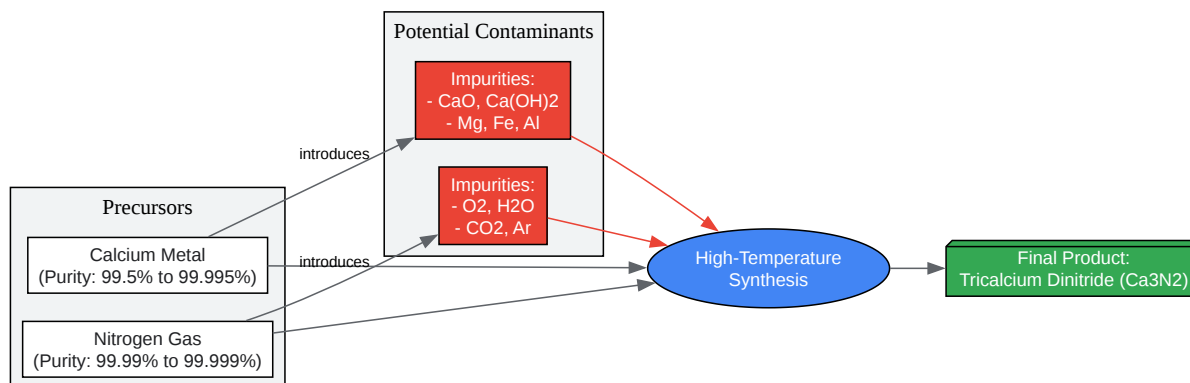 Potential Contaminants
Impurities:
- CaO, Ca(OH)2
- Mg, Fe, Al
introduces
Impurities:
- O2, H2O
- CO2, Ar
Precursors
Calcium Metal
(Purity: 99.5% to 99.995%)
introduces
Nitrogen Gas
(Purity: 99.99% to 99.999%)
High-Temperature
Synthesis
Final Product:
Tricalcium Dinitride (Ca3N2)